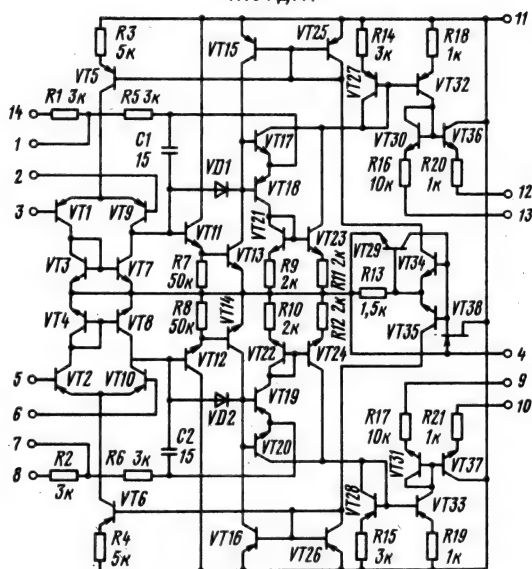 R3
5к
VT5
VT15
VT25
R14
3к
R18
1к
11
VT27
VT32
R1 3к
R5 3к
14
1
C1
15
VT17
VT30
VT36
R16
10к
R20
1к
2
VD1
VT18
12
13
3
VT1
VT9
VT11
VT21
VT23
VT29
VT34
VT3
VT7
R7
50к
VT13
R9
2к
R11 2к
R13
1,5к
VT38
VT4
VT8
R8
50к
VT14
R10
2к
R12 2к
VT35
4
VT12
VT22
VT24
5
VT2
VT10
VT19
9
6
VD2
R17
10к
R21
1к
10
7
C2
15
VT20
VT31
VT37
8
R2
3к
R6 3к
VT28
VT33
VT6
R4
5к
VT16
VT26
R15
3к
R19
1к